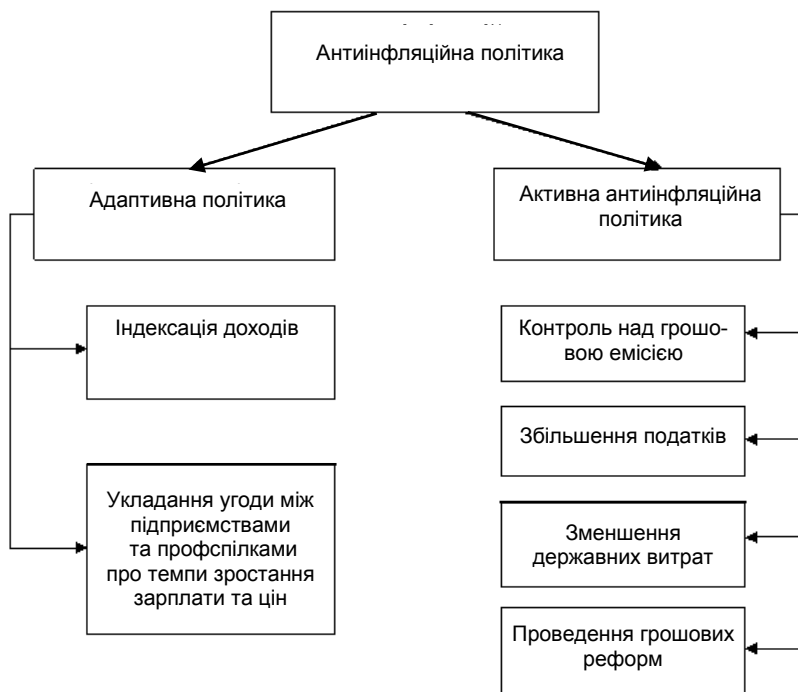 Антиінфляційна політика
Адаптивна політика
Активна антиінфляційна
політика
Індексація доходів
Контроль над грошо-
вою емісією
Збільшення податків
Укладання угоди між
підприємствами
та профспілками
про темпи зростання
зарплати та цін
Зменшення
державних витрат
Проведення грошових
реформ